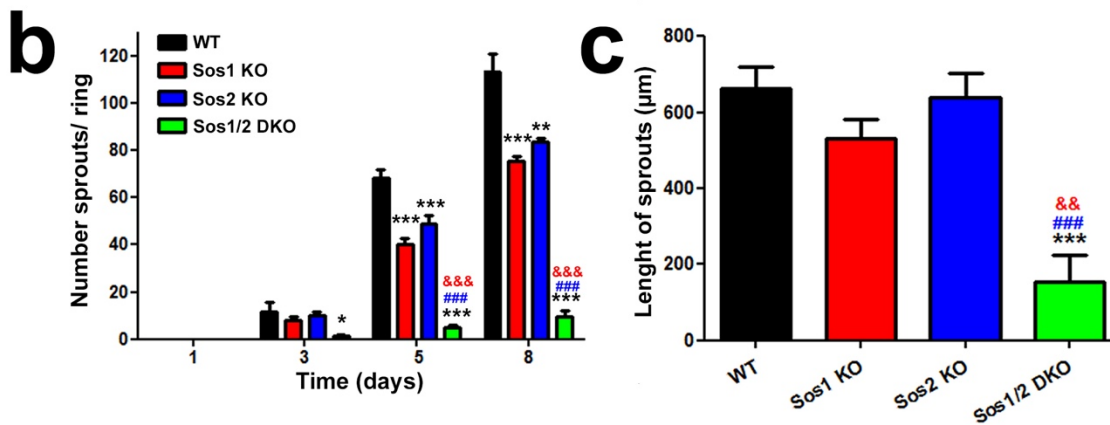 b
Number sprouts/ ring
120
100
80
60
40
20
0
WT
Sos1 KO
Sos2 KO
Sos1/2 DKO
*
***
***
&&&
###
***
***
**
&&&
###
***
1 3 5 8
Time (days)
c
Lenght of sprouts (µm)
800
600
400
200
0
&&
###
***
WT
Sos1 KO
Sos2 KO
Sos1/2 DKO